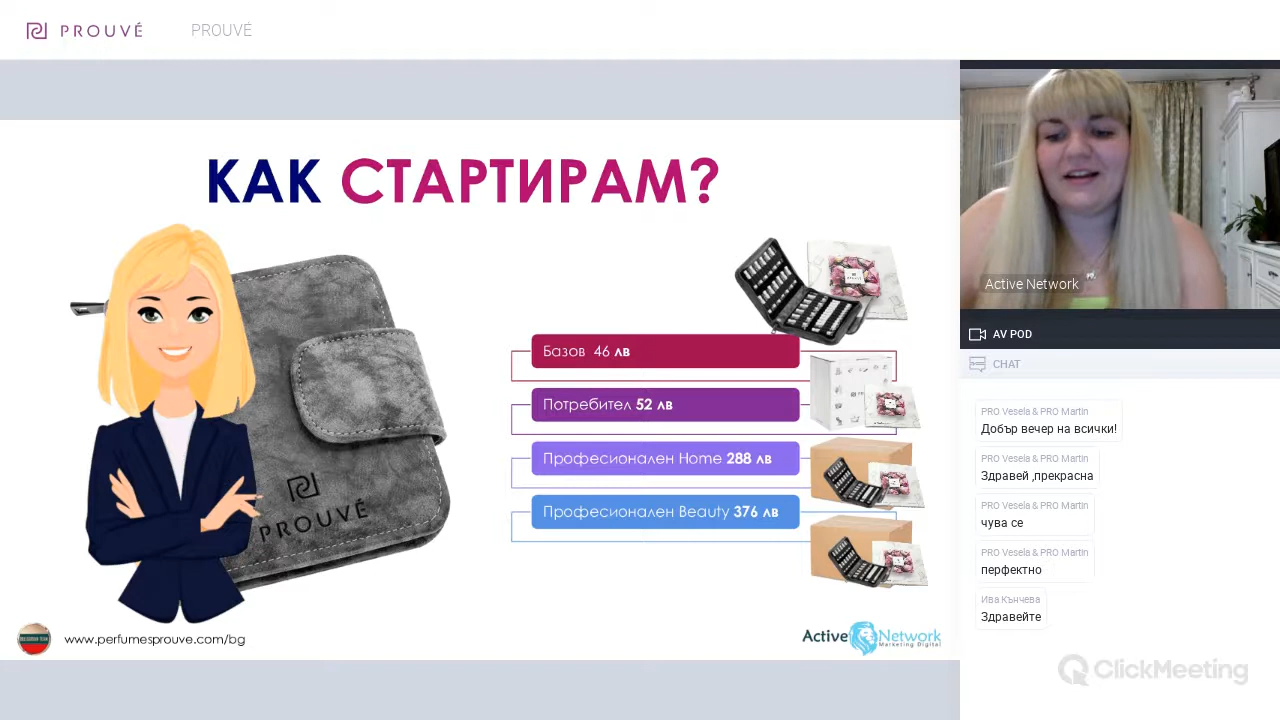 PROUVÉ
PROUVÉ
КАК СТАРТИРАМ?
Базов 46 лв
Потребител 52 лв
Професионален Home 288 лв
Професионален Beauty 376 лв
PROUVÉ
www.perfumesprouve.com/bg
Active Network
Marketing Digital
Active Network
AV POD
CHAT
PRO Vesela & PRO Martin
Добър вечер на всички!
PRO Vesela & PRO Martin
Здравей ,прекрасна
PRO Vesela & PRO Martin
чува се
PRO Vesela & PRO Martin
перфектно
Ива Кънчева
Здравейте
ClickMeeting